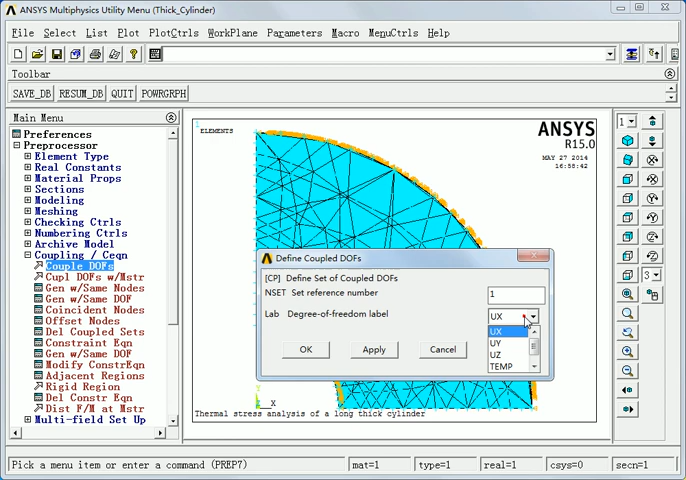 ANSYS Multiphysics Utility Menu (Thick_Cylinder)
File Select List Plot PlotCtrls WorkPlane Parameters Macro MenuCtrls Help
Toolbar
SAVE_DB RESUM_DB QUIT POWRGRPH
Main Menu
Preferences
Preprocessor
Element Type
Real Constants
Material Props
Sections
Modeling
Meshing
Checking Ctrls
Numbering Ctrls
Archive Model
Coupling / Ceqn
Couple DOFs
Cupl DOFs w/Mstr
Gen w/Same Nodes
Gen w/Same DOF
Coincident Nodes
Offset Nodes
Del Coupled Sets
Constraint Eqn
Gen w/Same DOF
Modify ConstrEqn
Adjacent Regions
Rigid Region
Del Constr Eqn
Dist F/M at Mstr
Multi-field Set Up
1
ELEMENTS
ANSYS
R15.0
MAY 27 2014
16:58:42
Define Coupled DOFs
[CP] Define Set of Coupled DOFs
NSET Set reference number
1
Lab Degree-of-freedom label
UX
UX
UY
UZ
TEMP
OK Apply Cancel
X
Thermal stress analysis of a long thick cylinder
1
3
Pick a menu item or enter a command (PREP7)
mat=1 type=1 real=1 csys=0 secn=1